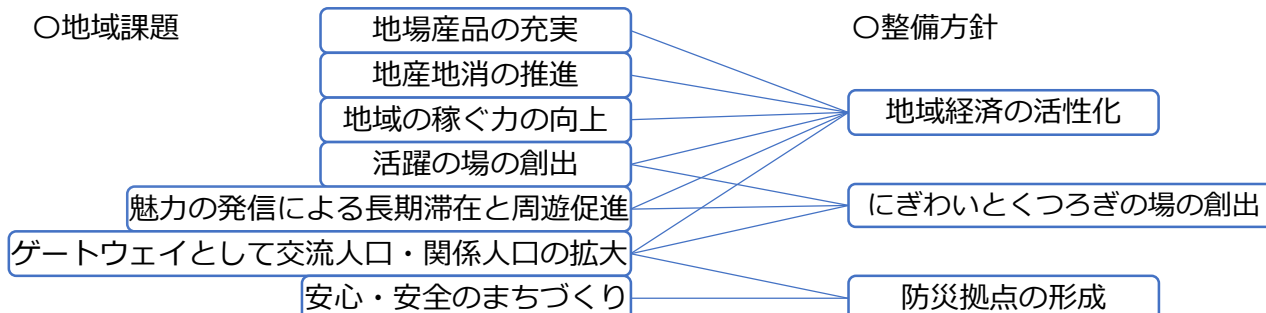 〇地域課題
〇整備方針
地場産品の充実
地産地消の推進
地域の稼ぐ力の向上
活躍の場の創出
魅力の発信による長期滞在と周遊促進
ゲートウェイとして交流人口・関係人口の拡大
安心・安全のまちづくり
地域経済の活性化
にぎわいとくつろぎの場の創出
防災拠点の形成